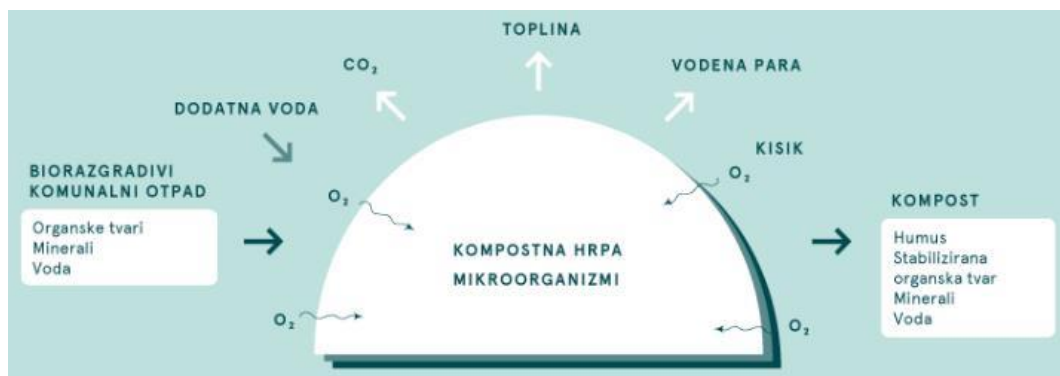 TOPLINA
CO₂
VODENA PARA
DODATNA VODA
KISIK
BIORAZGRADIVI
KOMUNALNI OTPAD
Organske tvari
Minerali
Voda
O₂
O₂
O₂
O₂
KOMPOSTNA HRPA
MIKROORGANIZMI
KOMPOST
Humus
Stabilizirana
organska tvar
Minerali
Voda